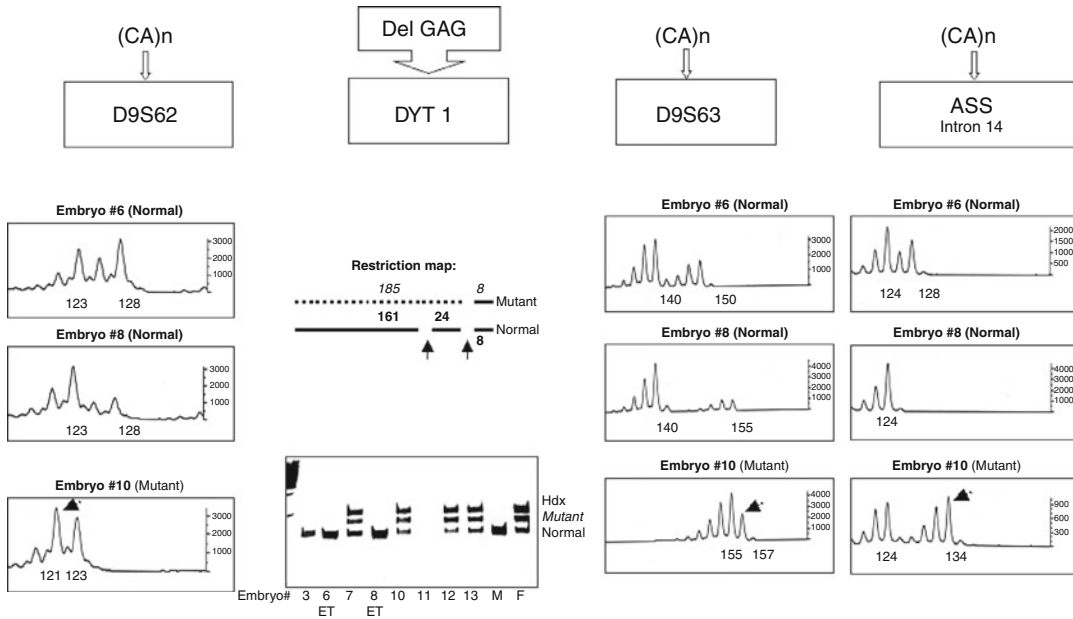 (CA)n
Del GAG
(CA)n
(CA)n
D9S62
DYT 1
D9S63
ASS
Intron 14
Embryo #6 (Normal)
3000
2000
1000
123 128
Embryo #8 (Normal)
3000
2000
1000
123 128
Embryo #10 (Mutant)
3000
2000
1000
121 123
Restriction map:
185 8
Mutant
161 24
Normal
8
Hdx
Mutant
Normal
Embryo# 3 6 7 8 10 11 12 13 M F
ET ET
Embryo #6 (Normal)
3000
2000
1000
140 150
Embryo #8 (Normal)
4000
3000
2000
1000
140 155
Embryo #10 (Mutant)
4000
3000
2000
1000
155 157
Embryo #6 (Normal)
2000
1500
1000
500
124 128
Embryo #8 (Normal)
4000
3000
2000
1000
124
Embryo #10 (Mutant)
900
600
300
124 134